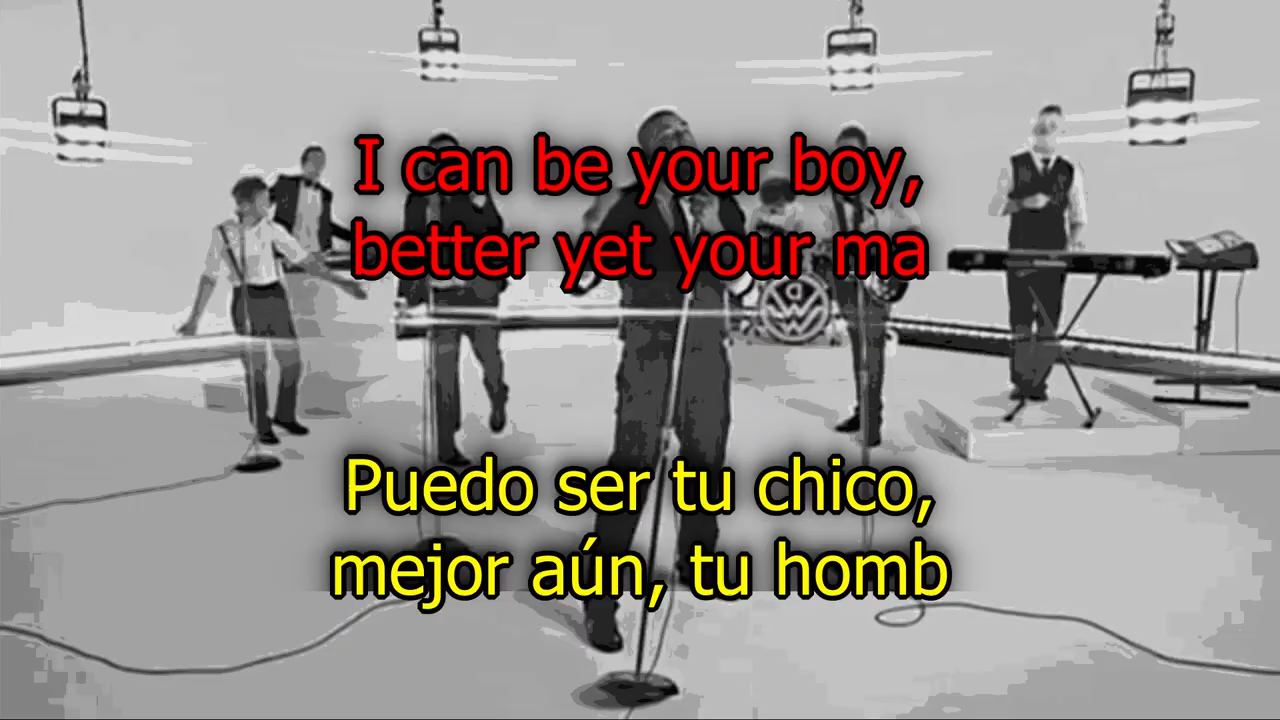 I can be your boy,
better yet your ma
Puedo ser tu chico,
mejor aún, tu homb